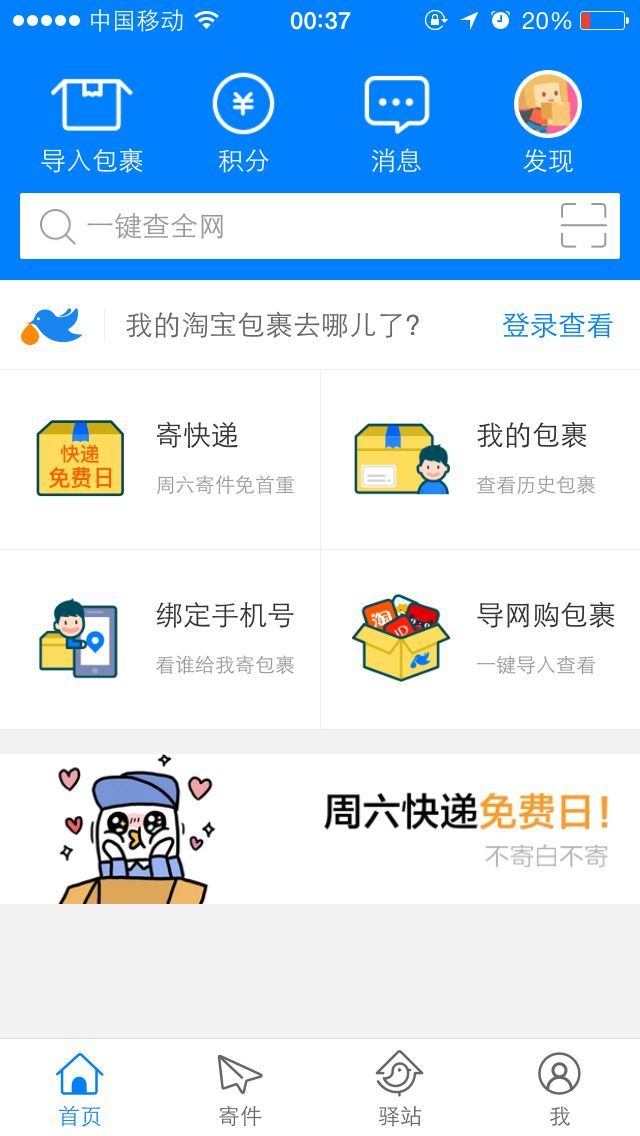 中国移动
00:37
20%
导入包裹
积分
消息
发现
一键查全网
我的淘宝包裹去哪儿了?
登录查看
快递
免费日
寄快递
周六寄件免首重
我的包裹
查看历史包裹
绑定手机号
看谁给我寄包裹
淘
JD
导网购包裹
一键导入查看
周六快递免费日!
不寄白不寄
首页
寄件
驿站
我